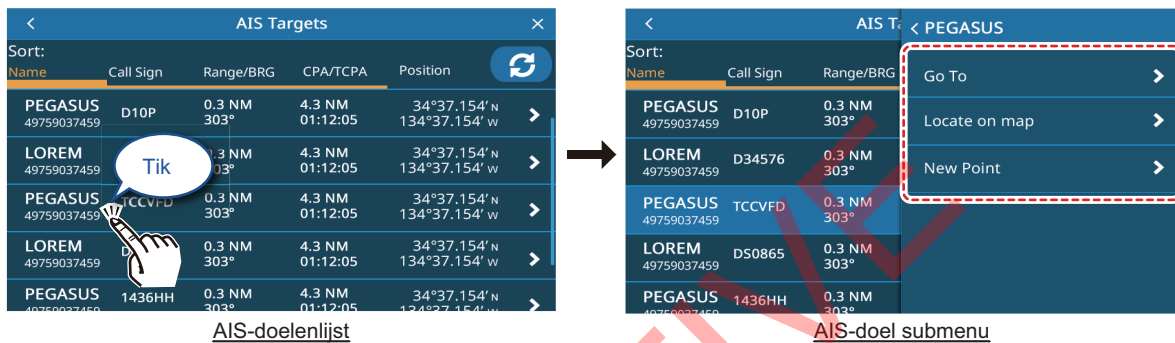 AIS Targets
Sort:
Name Call Sign Range/BRG CPA/TCPA Position
PEGASUS D10P 0.3 NM 4.3 NM 34°37.154′ N
49759037459 303° 01:12:05 134°37.154′ W
LOREM .3 NM 4.3 NM 34°37.154′ N
49759037459 03° 01:12:05 134°37.154′ W
Tik
PEGASUS TCCVFD 0.3 NM 4.3 NM 34°37.154′ N
49759037459 303° 01:12:05 134°37.154′ W
LOREM D 0.3 NM 4.3 NM 34°37.154′ N
49759037459 303° 01:12:05 134°37.154′ W
PEGASUS 1436HH 0.3 NM 4.3 NM 34°37.154′ N
49759037459 303° 01:12:05 134°37.154′ W
AIS-doelenlijst
AIS Ta
PEGASUS
Sort:
Name Call Sign Range/BRG
Go To
Locate on map
New Point
PEGASUS D10P 0.3 NM
49759037459 303°
LOREM D34576 0.3 NM
49759037459 303°
PEGASUS TCCVFD 0.3 NM
49759037459 303°
LOREM DS0865 0.3 NM
49759037459 303°
PEGASUS 1436HH 0.3 NM
49759037459 303°
AIS-doel submenu